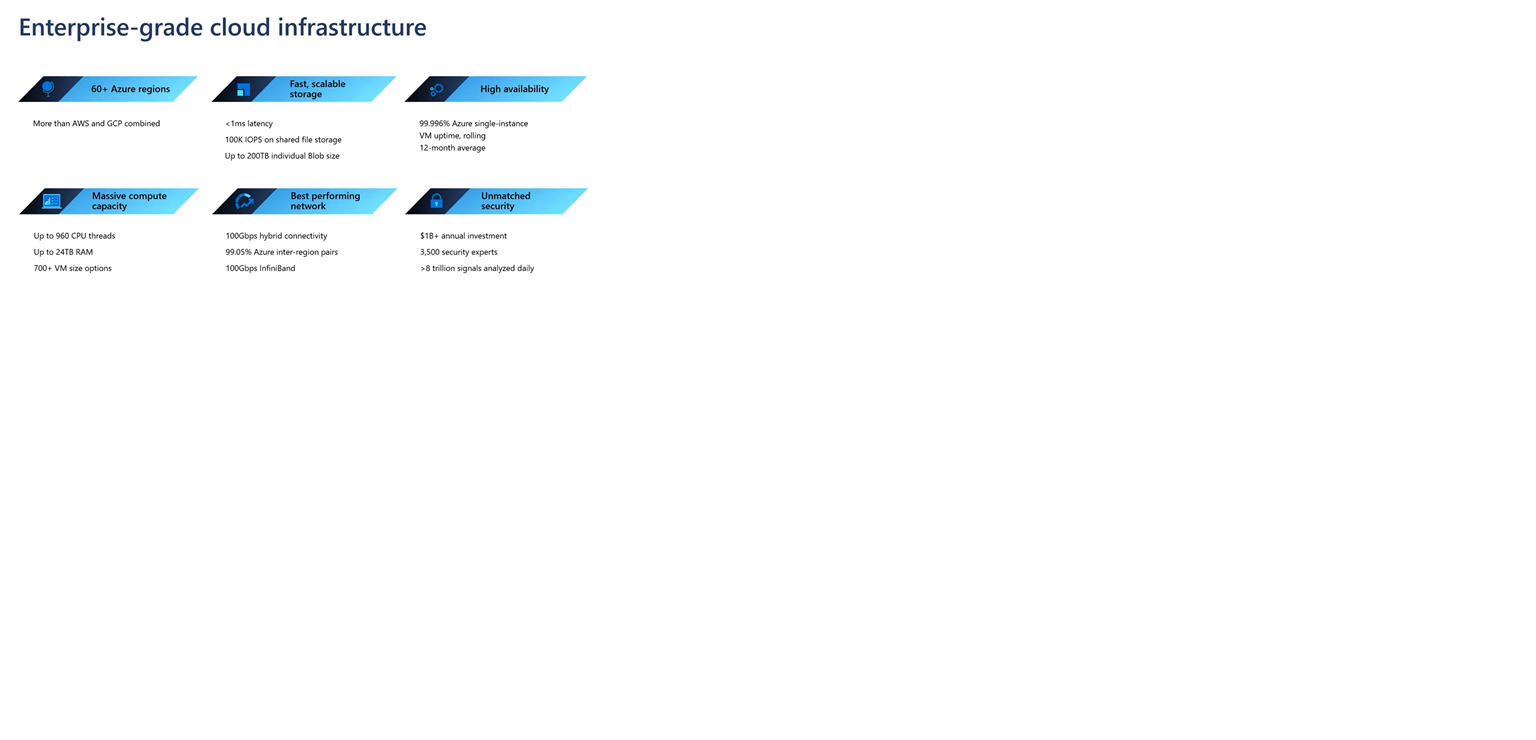 Enterprise-grade cloud infrastructure
60+ Azure regions
More than AWS and GCP combined
Fast, scalable
storage
<1ms latency
100K IOPS on shared file storage
Up to 200TB individual Blob size
High availability
99.996% Azure single-instance
VM uptime, rolling
12-month average
Massive compute
capacity
Up to 960 CPU threads
Up to 24TB RAM
700+ VM size options
Best performing
network
100Gbps hybrid connectivity
99.05% Azure inter-region pairs
100Gbps InfiniBand
Unmatched
security
$1B+ annual investment
3,500 security experts
>8 trillion signals analyzed daily